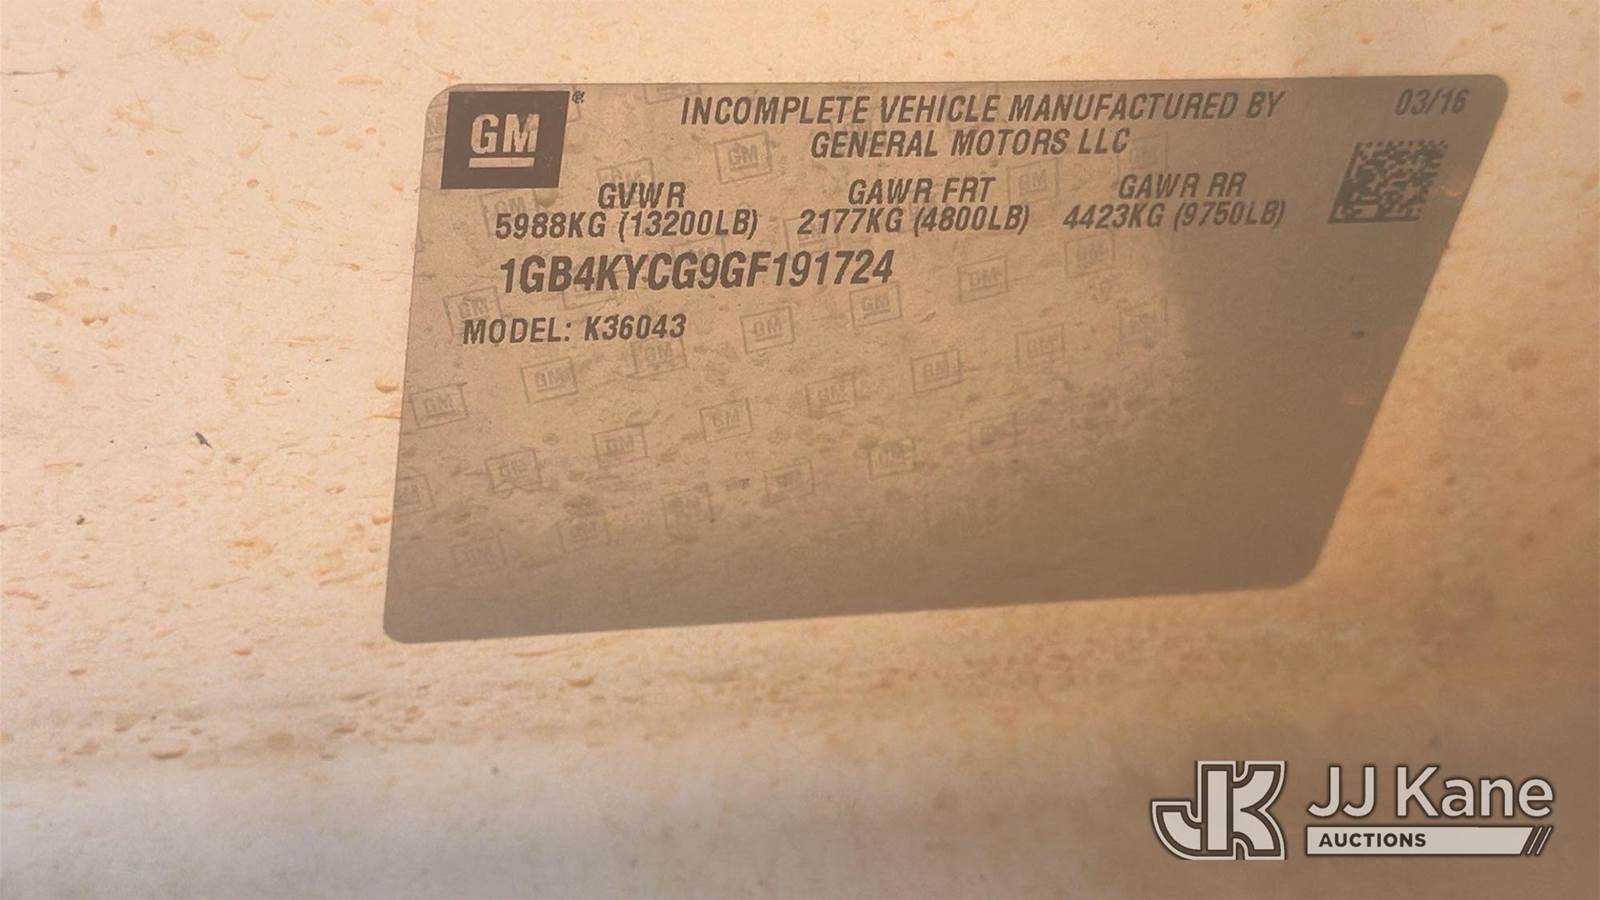 GM
INCOMPLETE VEHICLE MANUFACTURED BY
GENERAL MOTORS LLC
03/16
GVWR GAWR FRT GAWR RR
5988KG (13200LB) 2177KG (4800LB) 4423KG (9750LB)
1GB4KYCG9GF191724
MODEL: K36043
JK JJ Kane
AUCTIONS